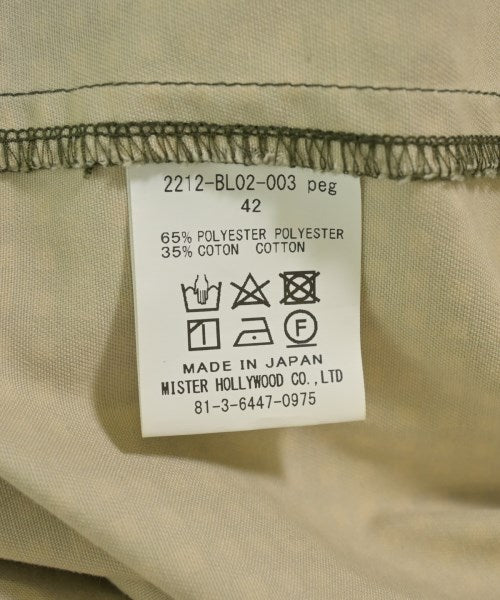 2212-BL02-003 peg
42
65% POLYESTER POLYESTER
35% COTON COTTON
F
MADE IN JAPAN
MISTER HOLLYWOOD CO.,LTD
81-3-6447-0975